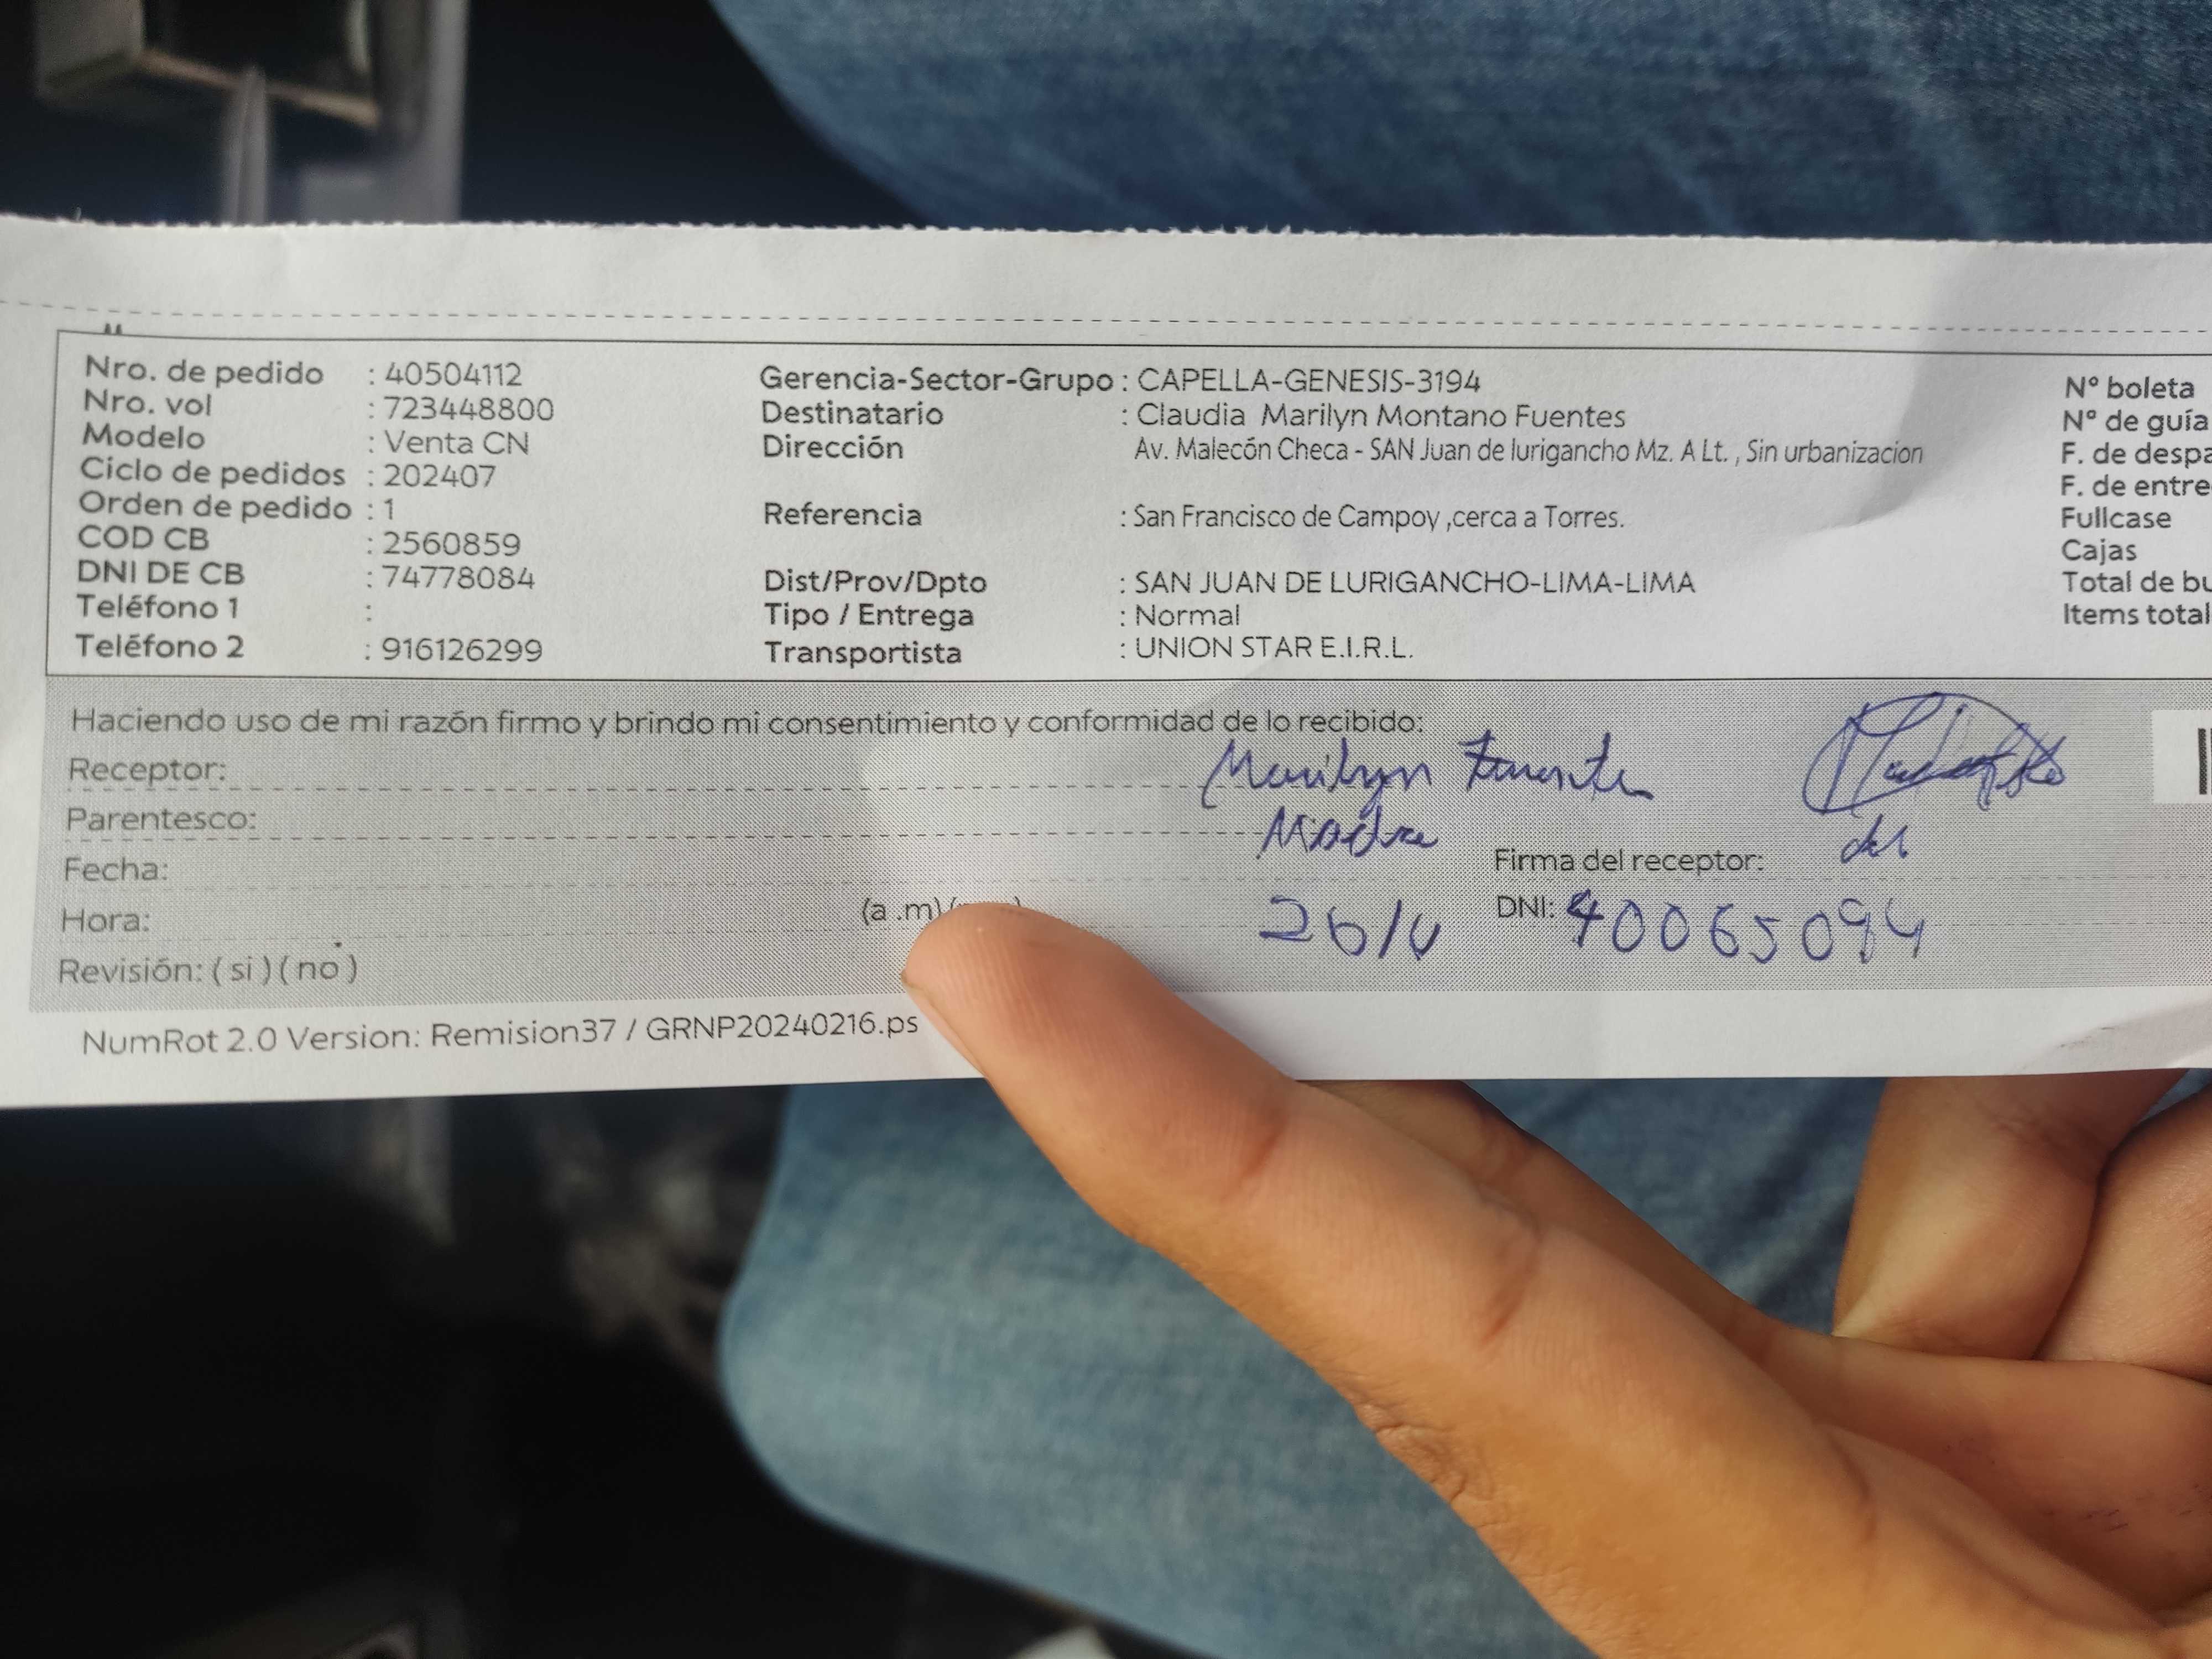 Nro. de pedido : 40504112
Nro. vol : 723448800
Modelo : Venta CN
Ciclo de pedidos : 202407
Orden de pedido : 1
COD CB : 2560859
DNI DE CB : 74778084
Teléfono 1 :
Teléfono 2 : 916126299
Gerencia-Sector-Grupo : CAPELLA-GENESIS-3194
Destinatario : Claudia Marilyn Montano Fuentes
Dirección Av. Malecón Checa - SAN Juan de lurigancho Mz. A Lt. , Sin urbanizacion
Referencia : San Francisco de Campoy ,cerca a Torres.
Dist/Prov/Dpto : SAN JUAN DE LURIGANCHO-LIMA-LIMA
Tipo / Entrega : Normal
Transportista : UNION STAR E.I.R.L.
N° boleta
N° de guía
F. de
F. de
Fullcase
Cajas
Total de
Items total
Haciendo uso de mi razón firmo y brindo mi consentimiento y conformidad de lo recibido:
Receptor: Marilyn
Parentesco: Madre
Fecha:
Firma del receptor:
Hora: (a .m)
DNI: 40065094
Revisión: ( si ) ( no )
NumRot 2.0 Version: Remision37 / GRNP20240216.ps